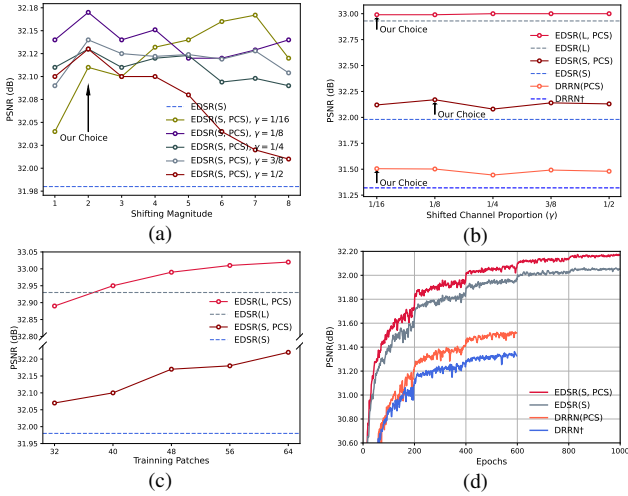 PSNR (dB)
32.18
32.15
32.12
32.10
32.08
32.05
32.02
32.00
31.98
EDSR(S)
EDSR(S, PCS), γ = 1/16
EDSR(S, PCS), γ = 1/8
EDSR(S, PCS), γ = 1/4
EDSR(S, PCS), γ = 3/8
EDSR(S, PCS), γ = 1/2
Our Choice
1 2 3 4 5 6 7 8
Shifting Magnitude
(a)
PSNR (dB)
33.00
32.75
32.50
32.25
32.00
31.75
31.50
31.25
Our Choice
Our Choice
Our Choice
EDSR(L, PCS)
EDSR(L)
EDSR(S, PCS)
EDSR(S)
DRRN(PCS)
DRRN†
1/16 1/8 1/4 3/8 1/2
Shifted Channel Proportion (γ)
(b)
PSNR(dB)
33.05
33.00
32.95
32.90
32.85
32.80
32.20
32.15
32.10
32.05
32.00
31.95
EDSR(L, PCS)
EDSR(L)
EDSR(S, PCS)
EDSR(S)
32 40 48 56 64
Trainning Patches
(c)
PSNR(dB)
32.20
32.00
31.80
31.60
31.40
31.20
31.00
30.80
30.60
EDSR(S, PCS)
EDSR(S)
DRRN(PCS)
DRRN†
0 200 400 600 800 1000
Epochs
(d)